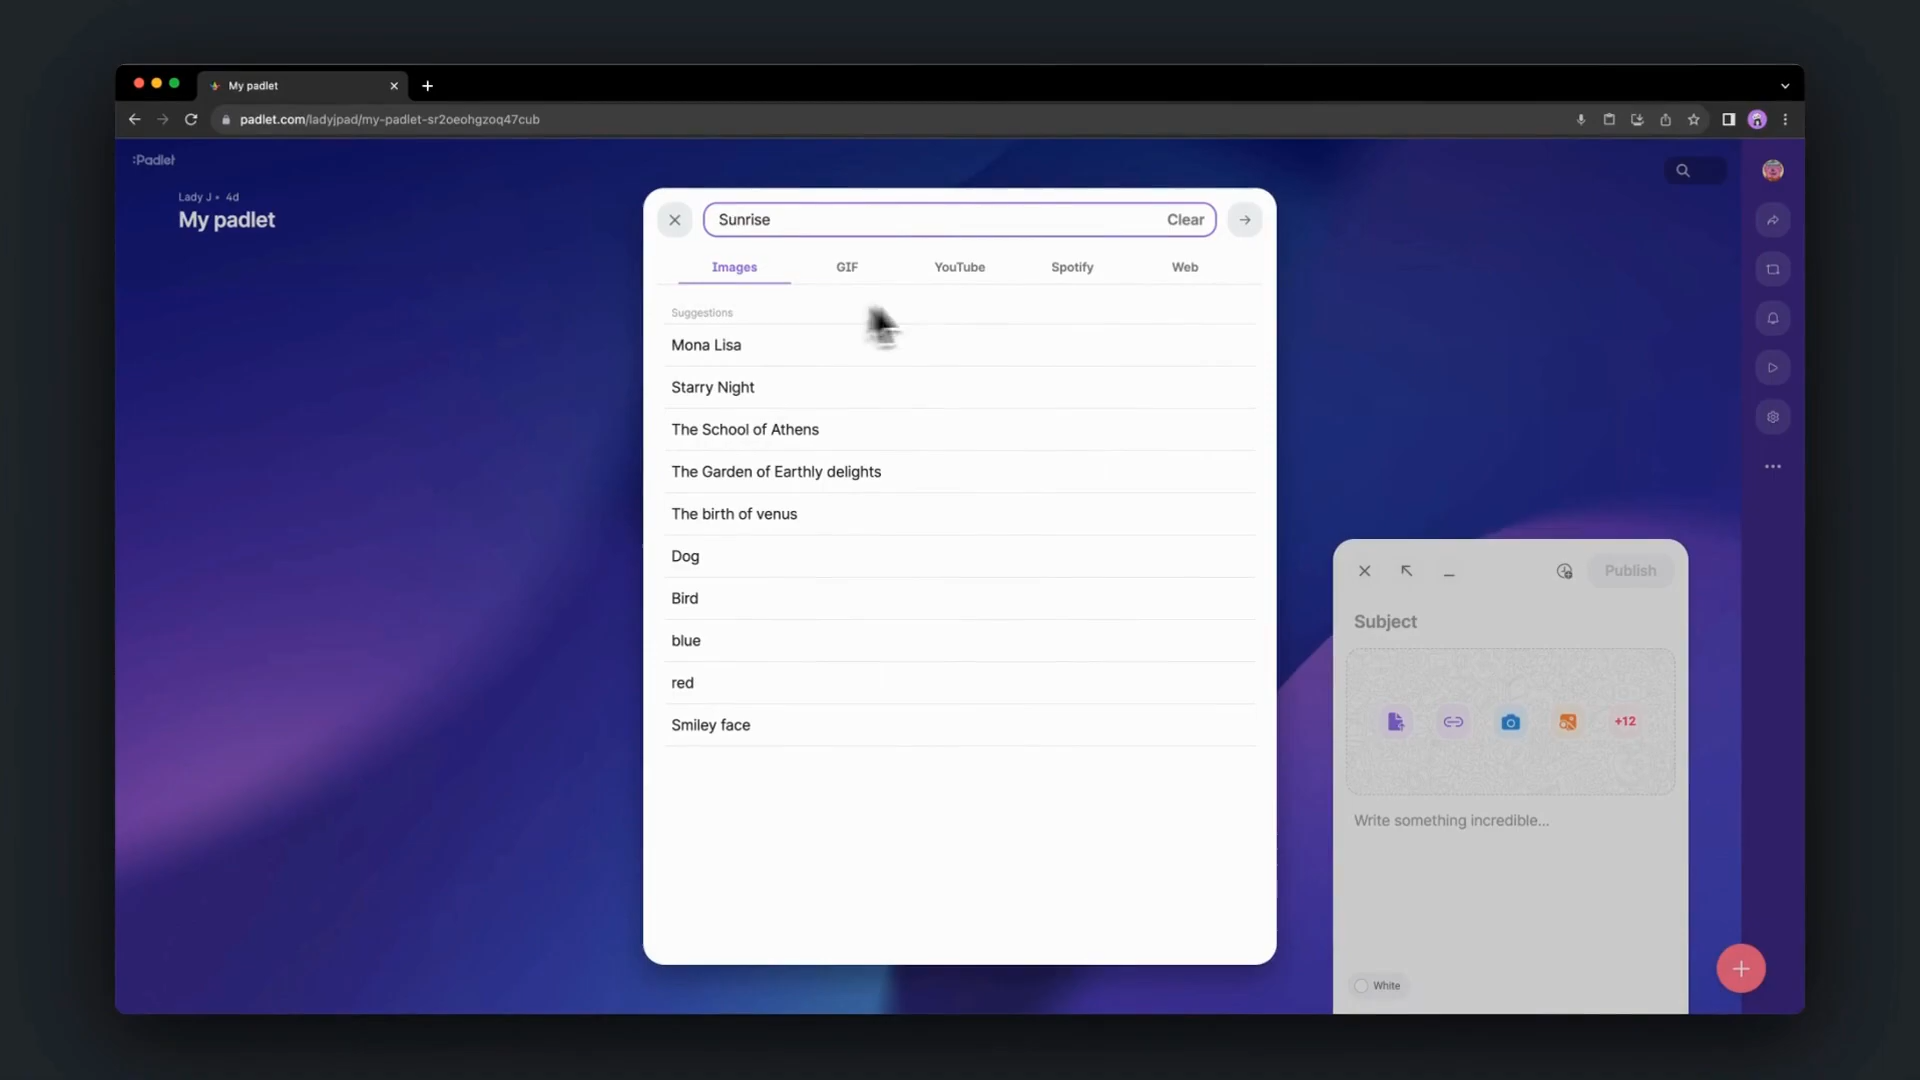 My padlet
padlet.com/ladyjpad/my-padlet-sr2oeohgzoq47cub
:Padlet
Lady J • 4d
My padlet
Sunrise
Clear
Images
GIF
YouTube
Spotify
Web
Suggestions
Mona Lisa
Starry Night
The School of Athens
The Garden of Earthly delights
The birth of venus
Dog
Bird
blue
red
Smiley face
Publish
Subject
+12
Write something incredible...
White